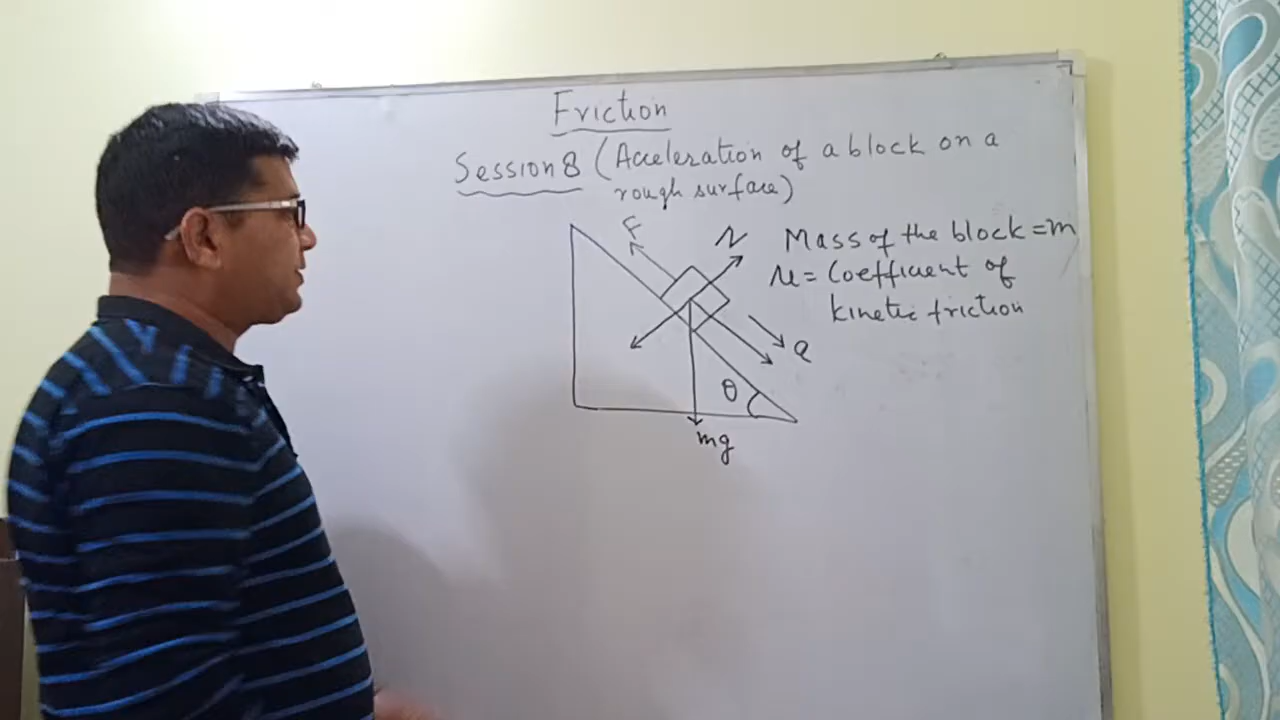 Friction
Session 8 (Acceleration of a block on a
rough surface)
F
N
Mass of the block = m
μ = Coefficient of
kinetic friction
a
θ
mg